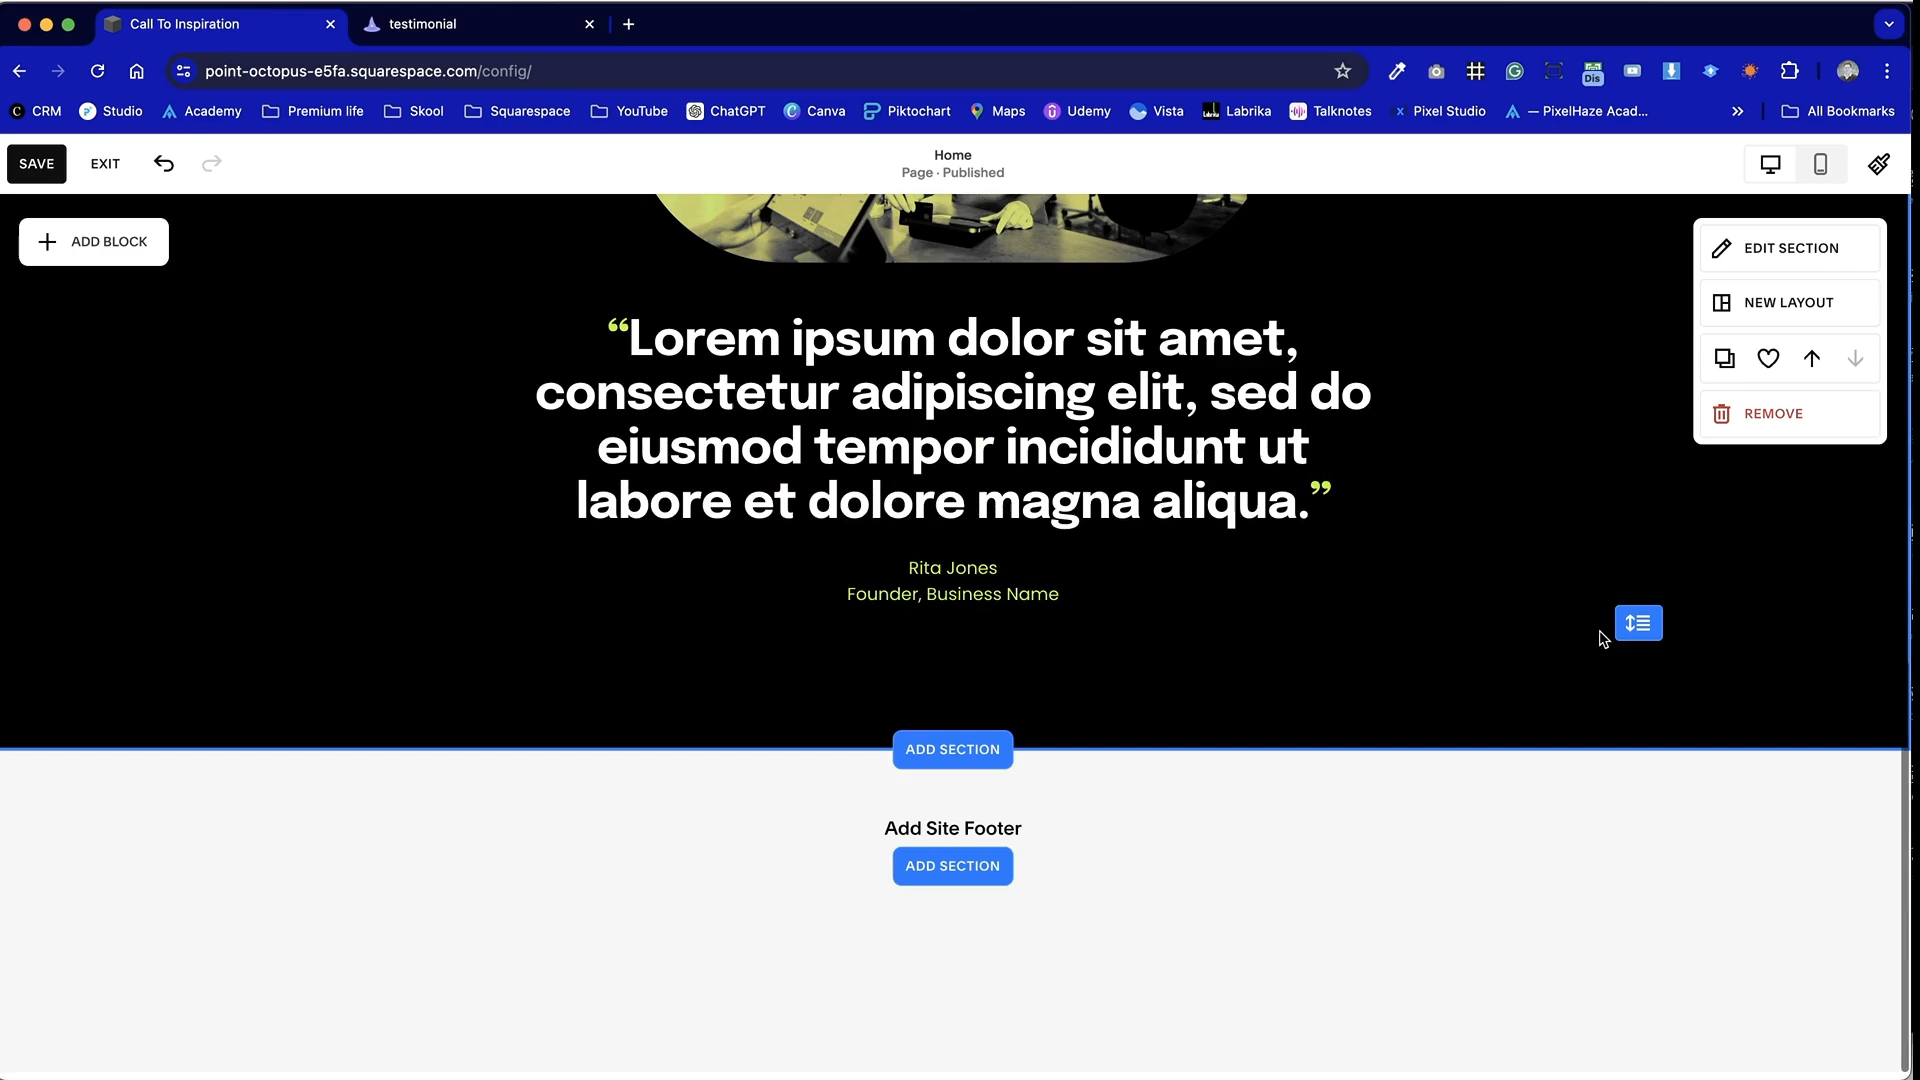 Call To Inspiration
testimonial
point-octopus-e5fa.squarespace.com/config/
Dis
CRM
Studio
Academy
Premium life
Skool
Squarespace
YouTube
ChatGPT
Canva
Piktochart
Maps
Udemy
Vista
Labrika
Talknotes
Pixel Studio
— PixelHaze Acad...
All Bookmarks
SAVE
EXIT
Home
Page · Published
ADD BLOCK
EDIT SECTION
NEW LAYOUT
REMOVE
“Lorem ipsum dolor sit amet,
consectetur adipiscing elit, sed do
eiusmod tempor incididunt ut
labore et dolore magna aliqua.”
Rita Jones
Founder, Business Name
ADD SECTION
Add Site Footer
ADD SECTION